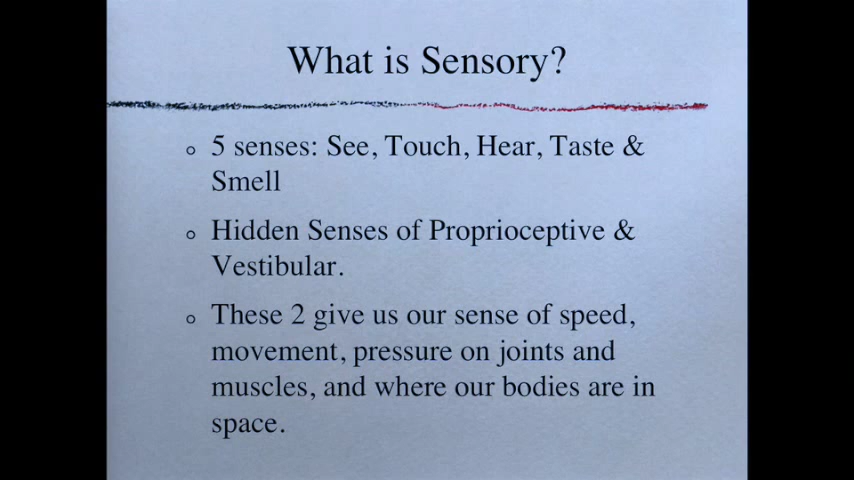 What is Sensory?
5 senses: See, Touch, Hear, Taste &
Smell
Hidden Senses of Proprioceptive &
Vestibular.
These 2 give us our sense of speed,
movement, pressure on joints and
muscles, and where our bodies are in
space.